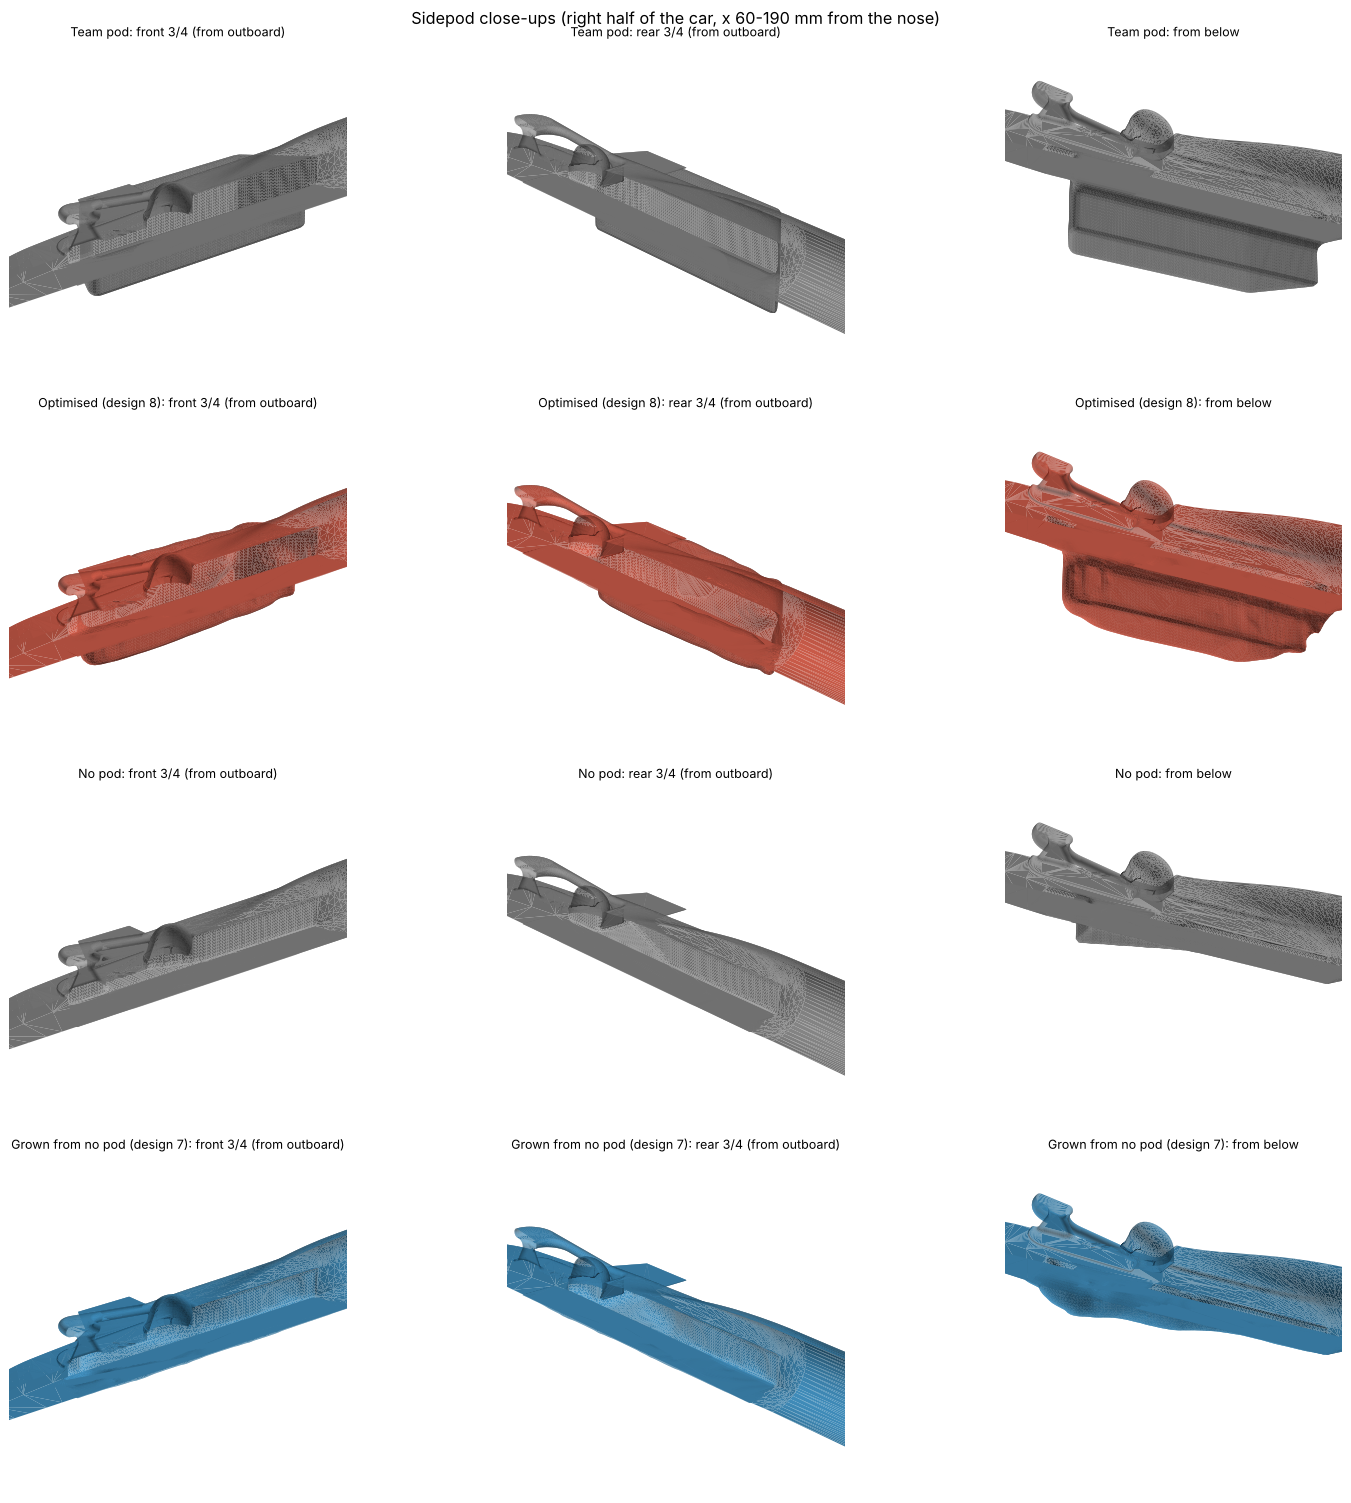 Sidepod close-ups (right half of the car, x 60-190 mm from the nose)
Team pod: front 3/4 (from outboard)
Team pod: rear 3/4 (from outboard)
Team pod: from below
Optimised (design 8): front 3/4 (from outboard)
Optimised (design 8): rear 3/4 (from outboard)
Optimised (design 8): from below
No pod: front 3/4 (from outboard)
No pod: rear 3/4 (from outboard)
No pod: from below
Grown from no pod (design 7): front 3/4 (from outboard)
Grown from no pod (design 7): rear 3/4 (from outboard)
Grown from no pod (design 7): from below